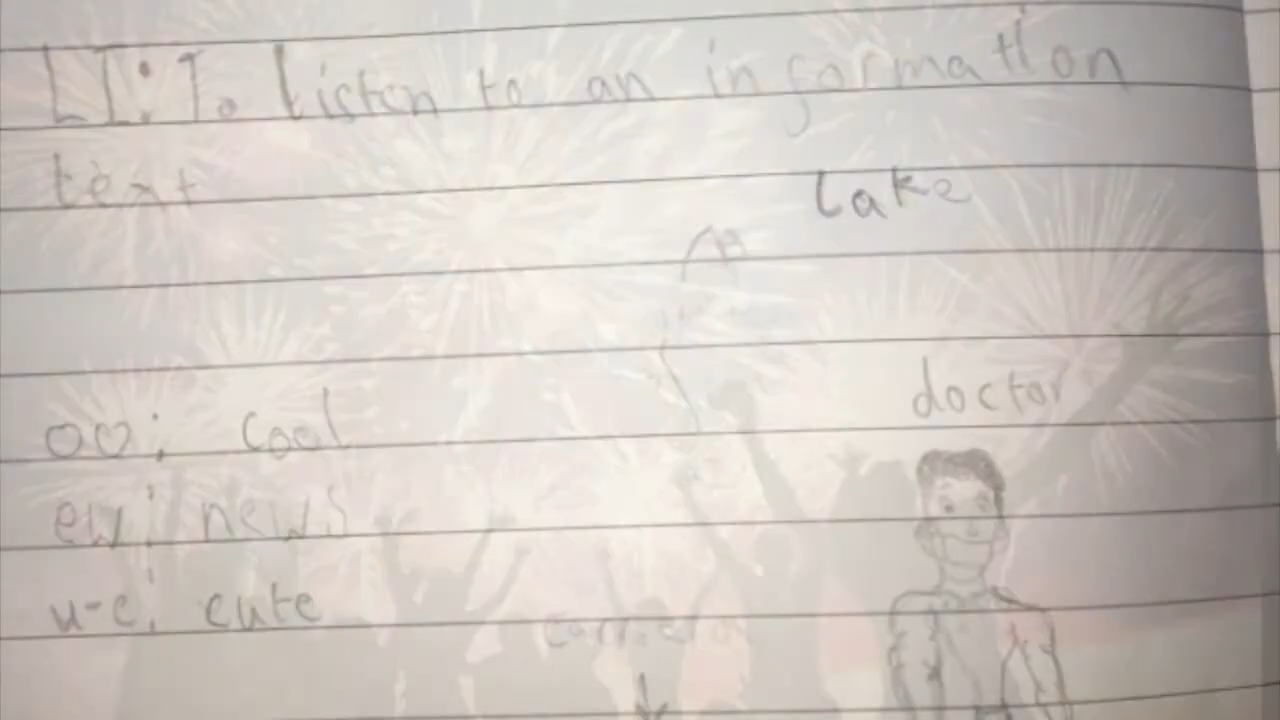 LI: To listen to an information
text
lake
doctor
oo; cool
ew; news
u-e; cute